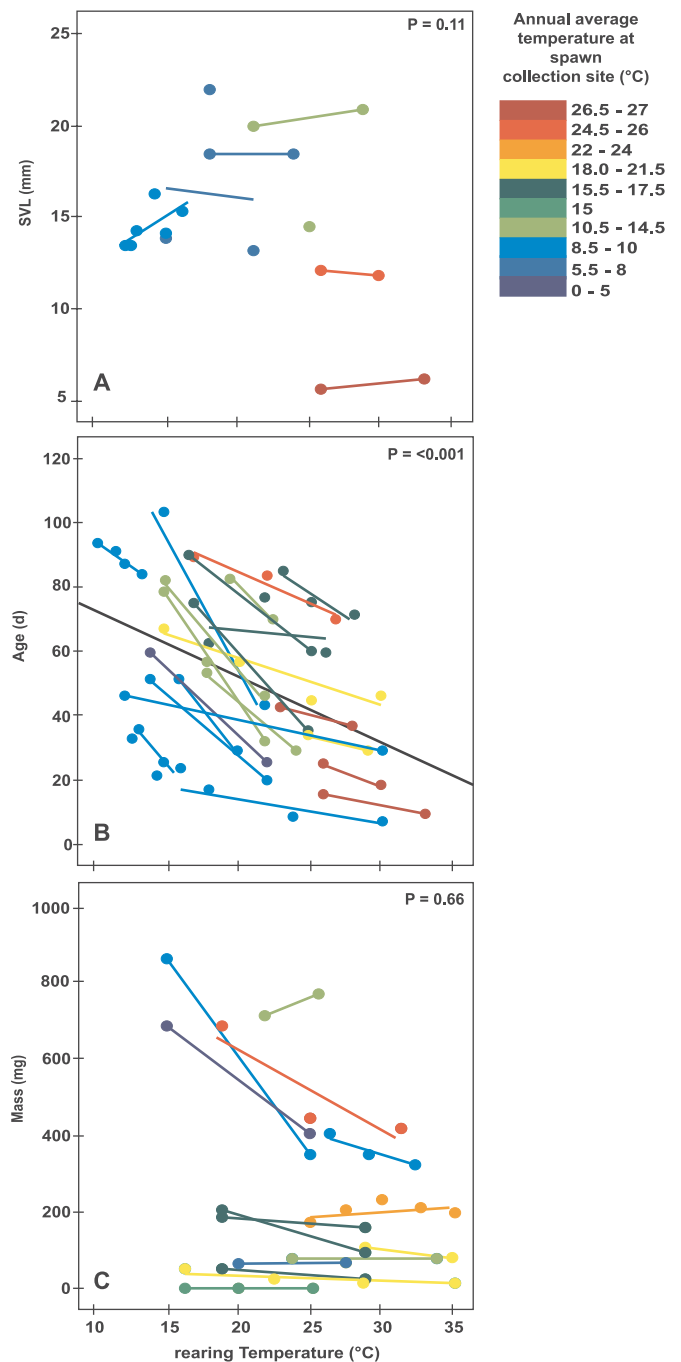 P = 0.11
25
20
15
10
5
SVL (mm)
A
Annual average
temperature at
spawn
collection site (°C)
26.5 - 27
24.5 - 26
22 - 24
18.0 - 21.5
15.5 - 17.5
15
10.5 - 14.5
8.5 - 10
5.5 - 8
0 - 5
P = <0.001
120
100
80
60
40
20
0
Age (d)
B
P = 0.66
1000
800
600
400
200
0
Mass (mg)
C
10 15 20 25 30 35
rearing Temperature (°C)